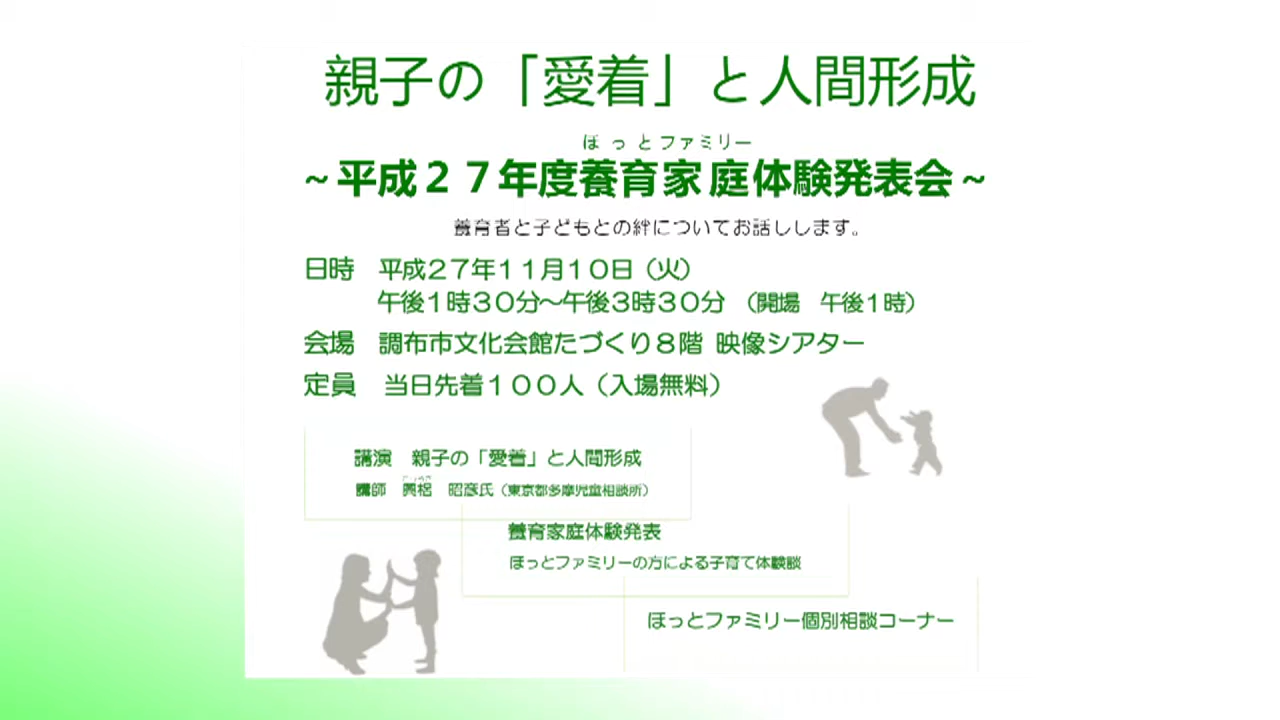 親子の「愛着」と人間形成
ほっとファミリー
~平成27年度養育家庭体験発表会~
養育者と子どもとの絆についてお話しします。
日時 平成27年11月10日(火)
午後1時30分~午後3時30分 (開場 午後1時)
会場 調布市文化会館たづくり8階 映像シアター
定員 当日先着100人(入場無料)
講演 親子の「愛着」と人間形成
講師 興梠 昭彦氏(東京都多摩児童相談所)
養育家庭体験発表
ほっとファミリーの方による子育て体験談
ほっとファミリー個別相談コーナー